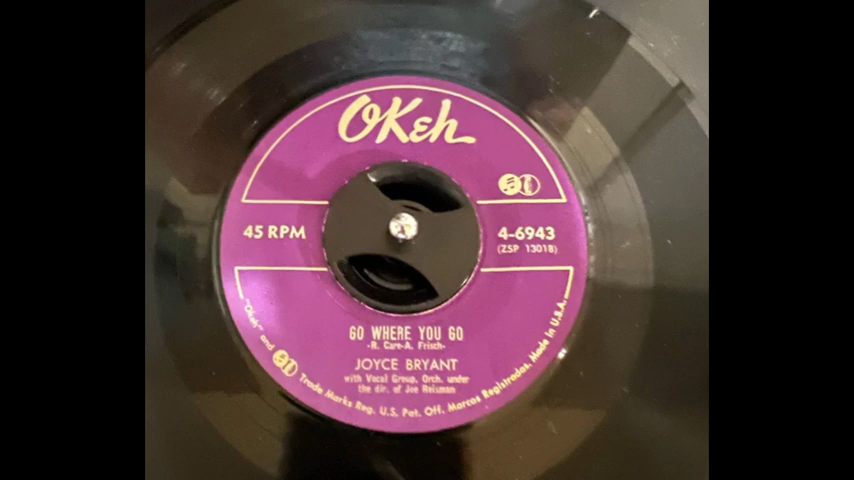 OKeh
45 RPM
4-6943
(ZSP 13018)
GO WHERE YOU GO
-R. Care-A. Frisch-
JOYCE BRYANT
with Vocal Group, Orch. under
the dir. of Joe Reisman
"Okeh" and Trade Marks Reg. U.S. Pat. Off. Marcas Registradas. Made in U.S.A.